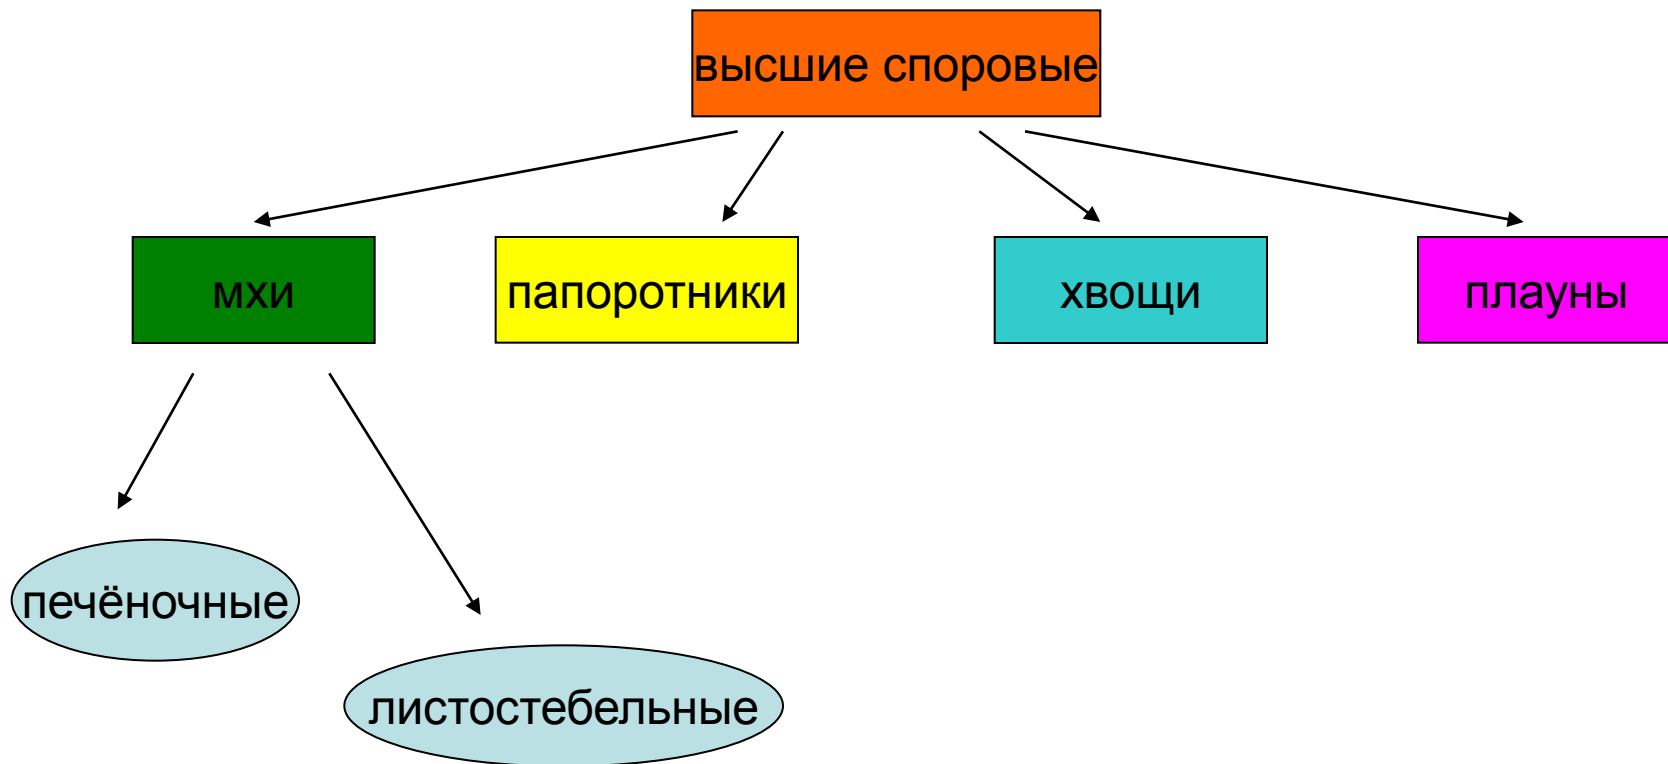 высшие споровые
мхи
папоротники
хвощи
плауны
печёночные
листостебельные